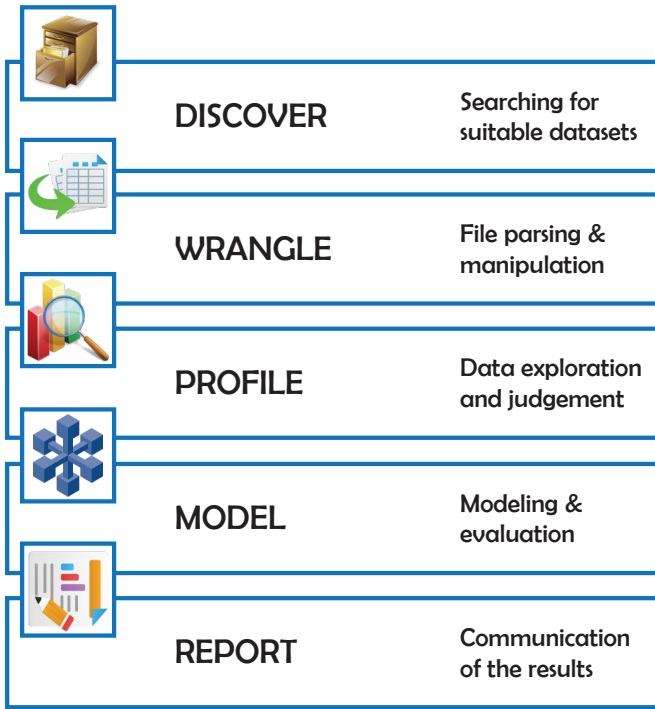 DISCOVER
Searching for
suitable datasets
WRANGLE
File parsing &
manipulation
PROFILE
Data exploration
and judgement
MODEL
Modeling &
evaluation
REPORT
Communication
of the results